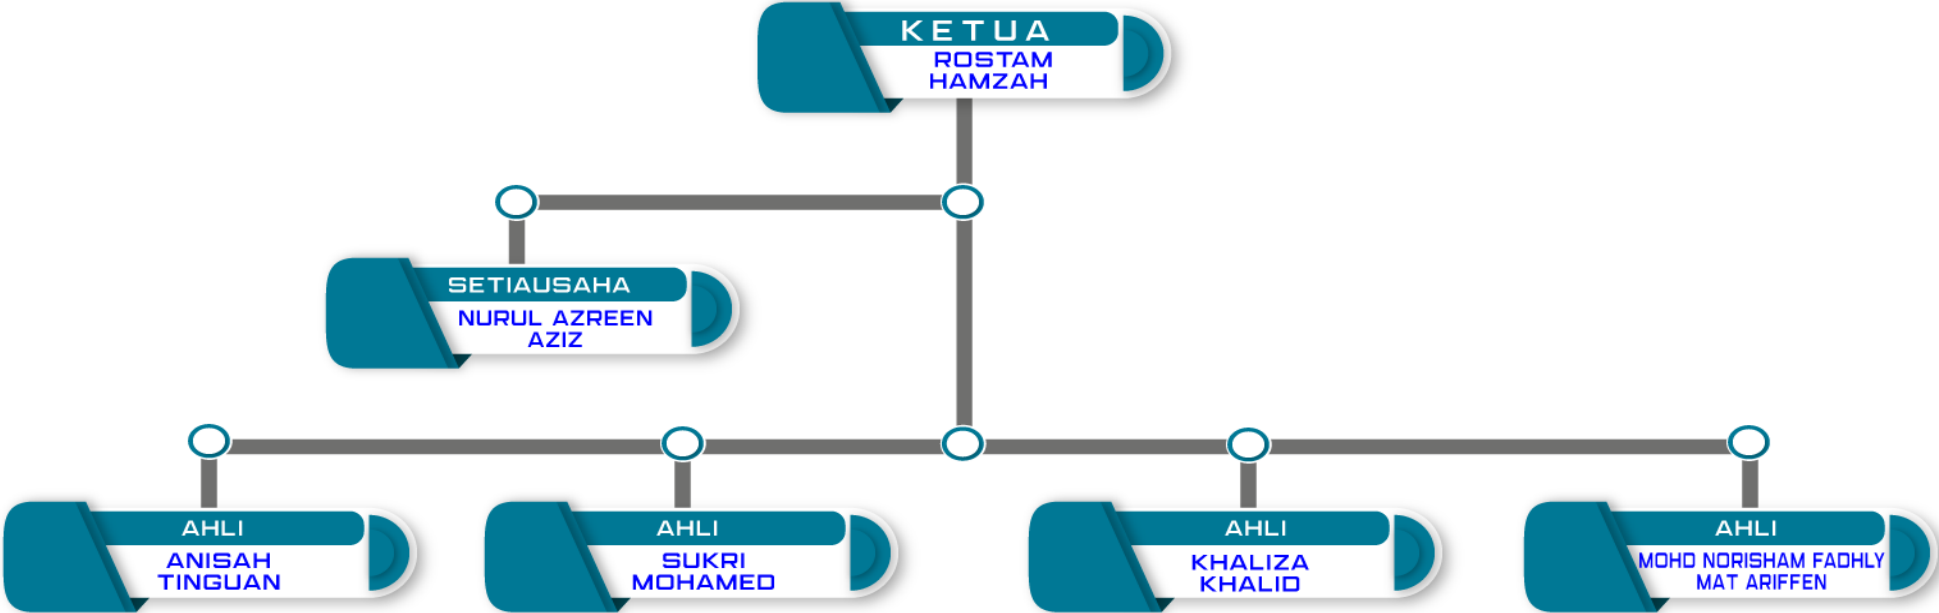 KETUA
ROSTAM
HAMZAH
SETIAUSAHA
NURUL AZREEN
AZIZ
AHLI
ANISAH
TINGUAN
AHLI
SUKRI
MOHAMED
AHLI
KHALIZA
KHALID
AHLI
MOHD NORISHAM FADHLY
MAT ARIFFEN